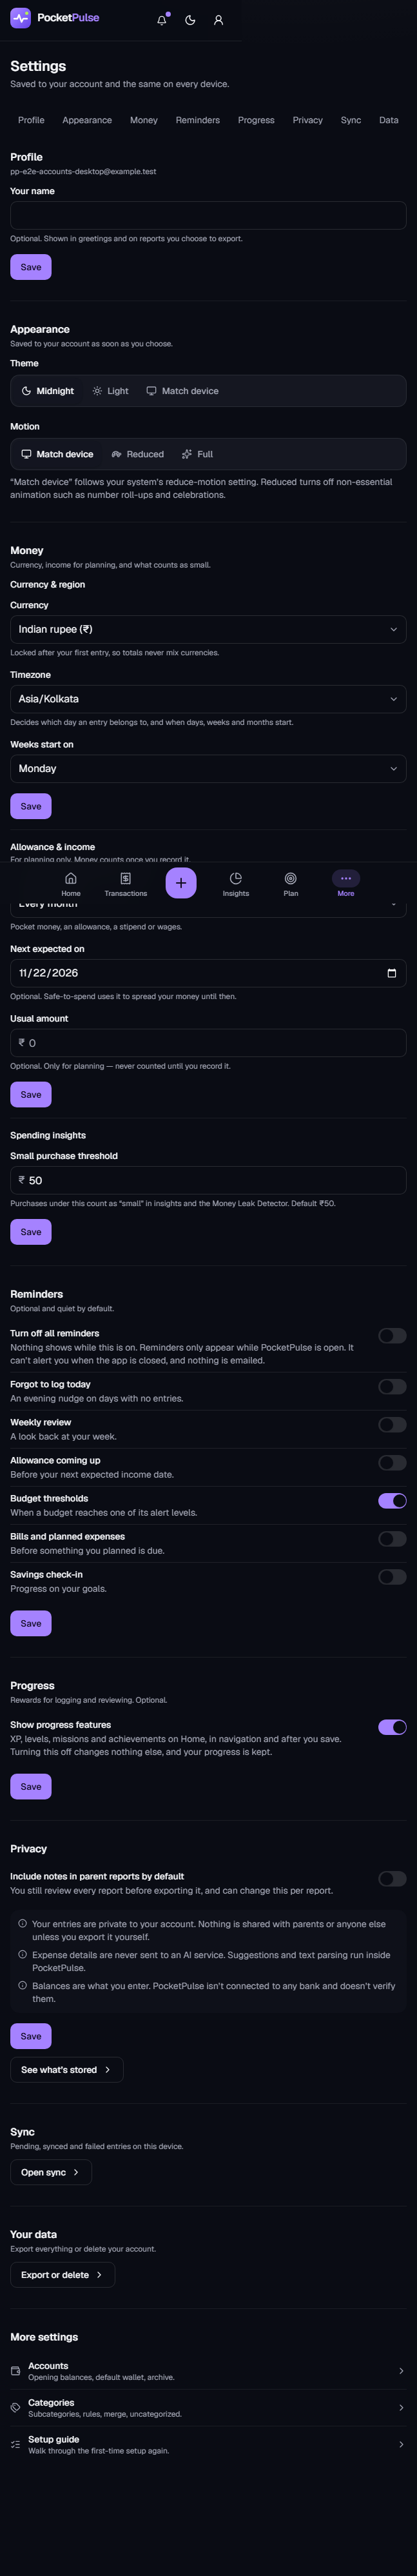 PocketPulse
Settings
Saved to your account and the same on every device.
Profile Appearance Money Reminders Progress Privacy Sync Data
Profile
pp-e2e-accounts-desktop@example.test
Your name
Optional. Shown in greetings and on reports you choose to export.
Save
Appearance
Saved to your account as soon as you choose.
Theme
Midnight Light Match device
Motion
Match device Reduced Full
“Match device” follows your system's reduce-motion setting. Reduced turns off non-essential
animation such as number roll-ups and celebrations.
Money
Currency, income for planning, and what counts as small.
Currency & region
Currency
Indian rupee (₹)
Locked after your first entry, so totals never mix currencies.
Timezone
Asia/Kolkata
Decides which day an entry belongs to, and when days, weeks and months start.
Weeks start on
Monday
Save
Allowance & income
For planning only. Money counts once you record it.
Home Transactions Insights Plan More
Every month
Pocket money, an allowance, a stipend or wages.
Next expected on
11/22/2026
Optional. Safe-to-spend uses it to spread your money until then.
Usual amount
₹ 0
Optional. Only for planning — never counted until you record it.
Save
Spending insights
Small purchase threshold
₹ 50
Purchases under this count as “small” in insights and the Money Leak Detector. Default ₹50.
Save
Reminders
Optional and quiet by default.
Turn off all reminders
Nothing shows while this is on. Reminders only appear while PocketPulse is open. It
can't alert you when the app is closed, and nothing is emailed.
Forgot to log today
An evening nudge on days with no entries.
Weekly review
A look back at your week.
Allowance coming up
Before your next expected income date.
Budget thresholds
When a budget reaches one of its alert levels.
Bills and planned expenses
Before something you planned is due.
Savings check-in
Progress on your goals.
Save
Progress
Rewards for logging and reviewing. Optional.
Show progress features
XP, levels, missions and achievements on Home, in navigation and after you save.
Turning this off changes nothing else, and your progress is kept.
Save
Privacy
Include notes in parent reports by default
You still review every report before exporting it, and can change this per report.
Your entries are private to your account. Nothing is shared with parents or anyone else
unless you export it yourself.
Expense details are never sent to an AI service. Suggestions and text parsing run inside
PocketPulse.
Balances are what you enter. PocketPulse isn't connected to any bank and doesn't verify
them.
Save
See what's stored
Sync
Pending, synced and failed entries on this device.
Open sync
Your data
Export everything or delete your account.
Export or delete
More settings
Accounts
Opening balances, default wallet, archive.
Categories
Subcategories, rules, merge, uncategorized.
Setup guide
Walk through the first-time setup again.